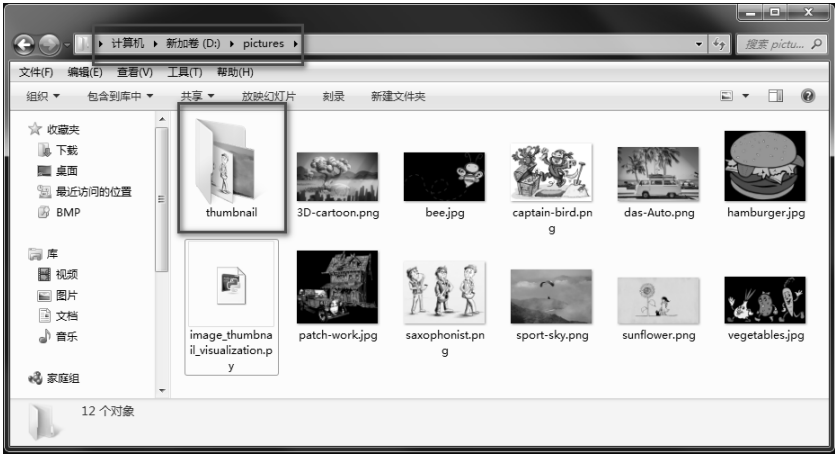 计算机 ▸ 新加卷 (D:) ▸ pictures ▸
搜索 pictu...
文件(F) 编辑(E) 查看(V) 工具(T) 帮助(H)
组织 包含到库中 共享 放映幻灯片 刻录 新建文件夹
收藏夹
下载
桌面
最近访问的位置
BMP
库
视频
图片
文档
音乐
家庭组
thumbnail
3D-cartoon.png
bee.jpg
captain-bird.pn
g
das-Auto.png
hamburger.jpg
image_thumbna
il_visualization.p
y
patch-work.jpg
saxophonist.pn
g
sport-sky.png
sunflower.png
vegetables.jpg
12 个对象